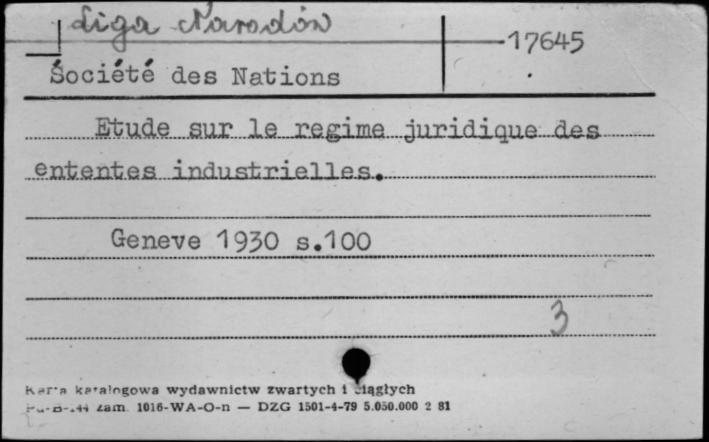 Liga Narodów
17645
Société des Nations
Etude sur le regime juridique des
ententes industrielles.
Geneve 1930 s.100
3
Karta katalogowa wydawnictw zwartych i ciągłych
zam. 1016-WA-O-n — DZG 1501-4-79 5.050.000 2 81